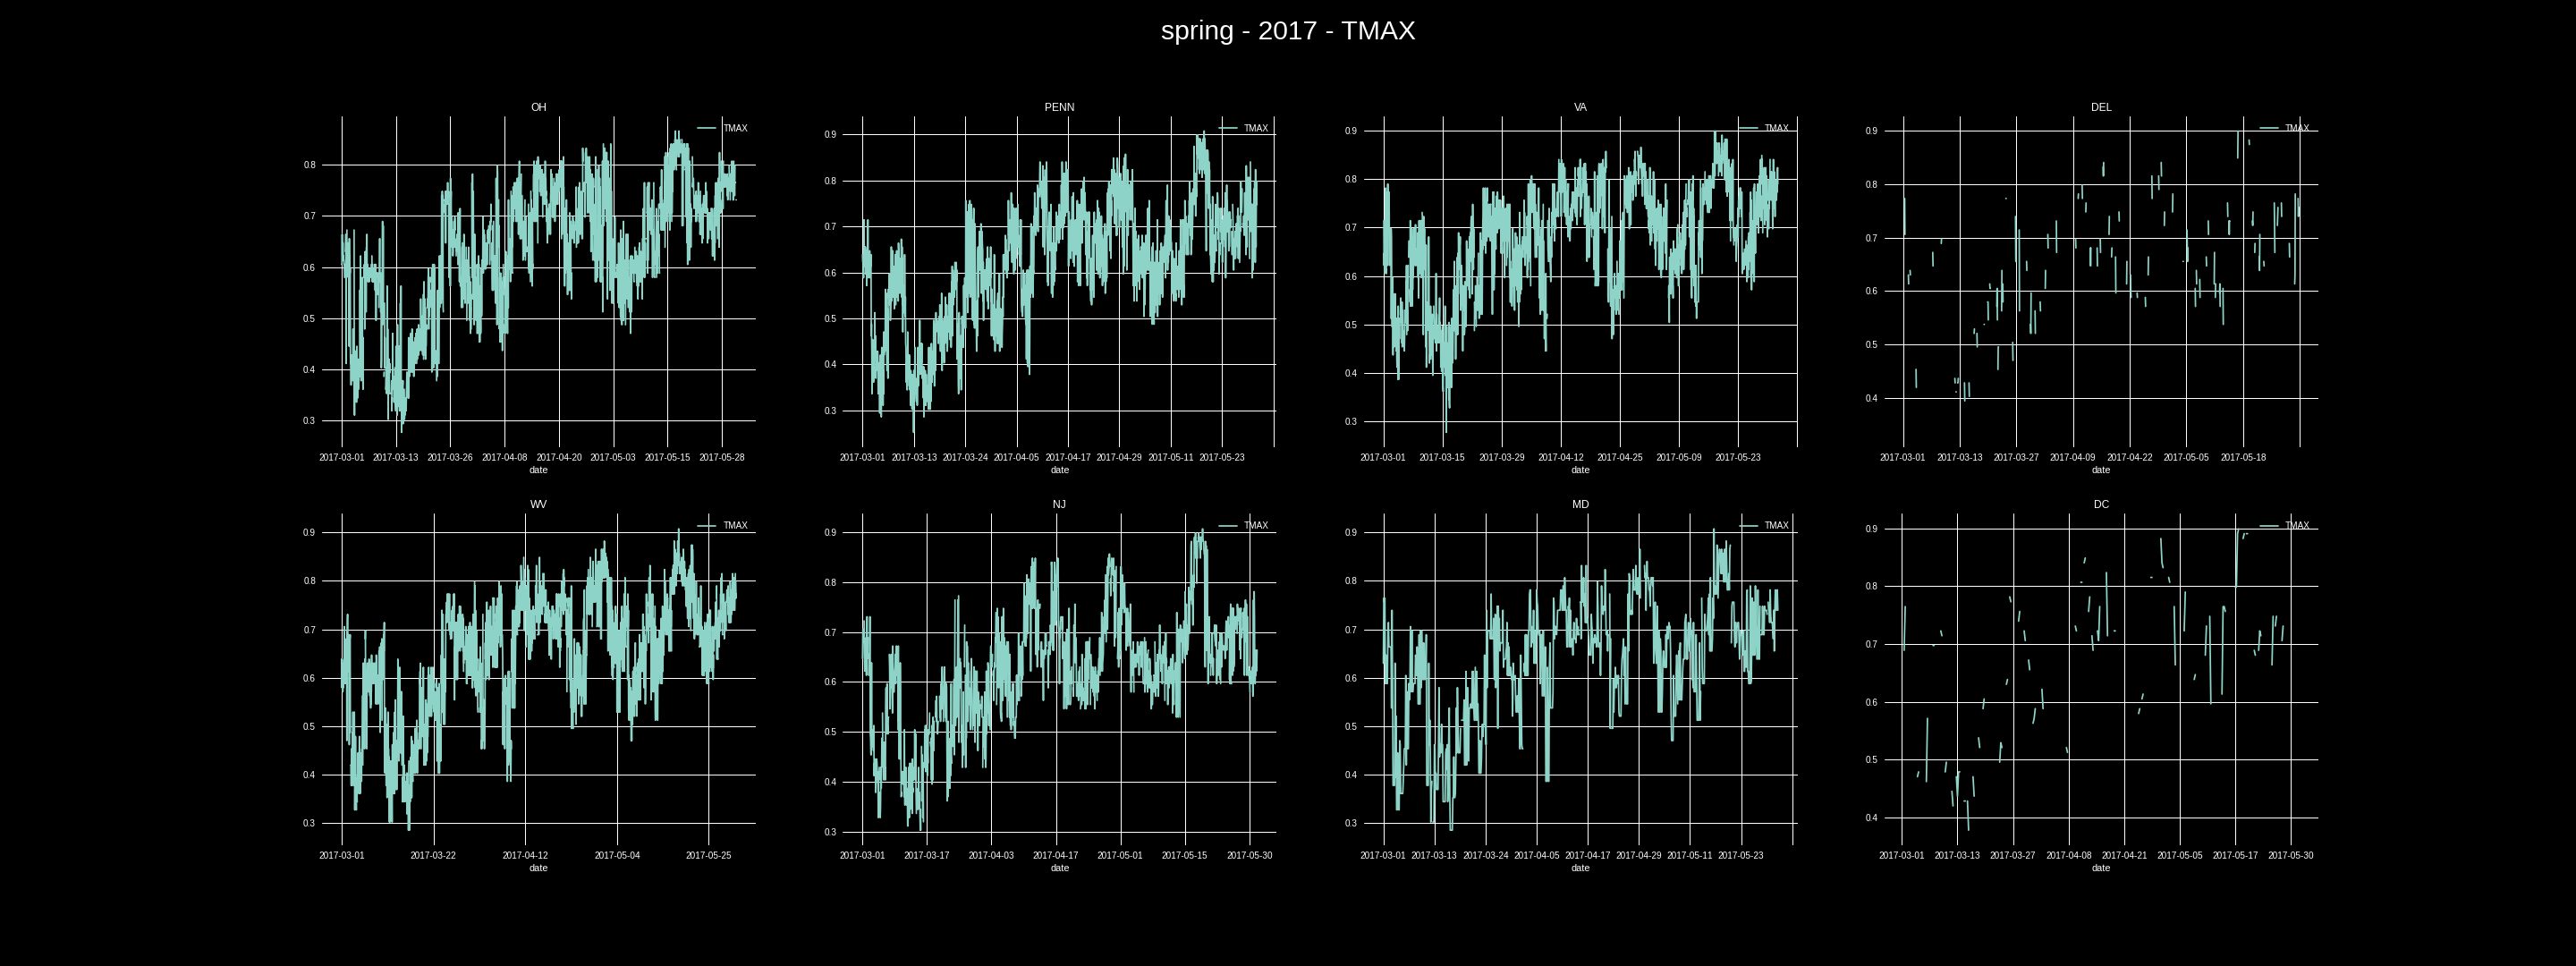 spring - 2017 - TMAX
OH
TMAX
0.8
0.7
0.6
0.5
0.4
0.3
2017-03-01 2017-03-13 2017-03-26 2017-04-08 2017-04-20 2017-05-03 2017-05-15 2017-05-28
date
PENN
TMAX
0.9
0.8
0.7
0.6
0.5
0.4
0.3
2017-03-01 2017-03-13 2017-03-24 2017-04-05 2017-04-17 2017-04-29 2017-05-11 2017-05-23
date
VA
TMAX
0.9
0.8
0.7
0.6
0.5
0.4
0.3
2017-03-01 2017-03-15 2017-03-29 2017-04-12 2017-04-25 2017-05-09 2017-05-23
date
DEL
TMAX
0.9
0.8
0.7
0.6
0.5
0.4
2017-03-01 2017-03-13 2017-03-27 2017-04-09 2017-04-22 2017-05-05 2017-05-18
date
WV
TMAX
0.9
0.8
0.7
0.6
0.5
0.4
0.3
2017-03-01 2017-03-22 2017-04-12 2017-05-04 2017-05-25
date
NJ
TMAX
0.9
0.8
0.7
0.6
0.5
0.4
0.3
2017-03-01 2017-03-17 2017-04-03 2017-04-17 2017-05-01 2017-05-15 2017-05-30
date
MD
TMAX
0.9
0.8
0.7
0.6
0.5
0.4
0.3
2017-03-01 2017-03-13 2017-03-24 2017-04-05 2017-04-17 2017-04-29 2017-05-11 2017-05-23
date
DC
TMAX
0.9
0.8
0.7
0.6
0.5
0.4
2017-03-01 2017-03-13 2017-03-27 2017-04-08 2017-04-21 2017-05-05 2017-05-17 2017-05-30
date